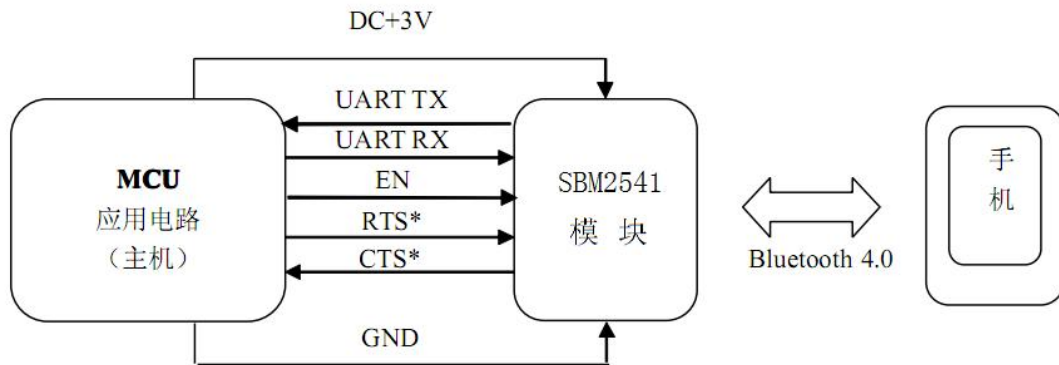 DC+3V
UART TX
UART RX
EN
RTS*
CTS*
GND
MCU
应用电路
（主机）
SBM2541
模 块
Bluetooth 4.0
手
机